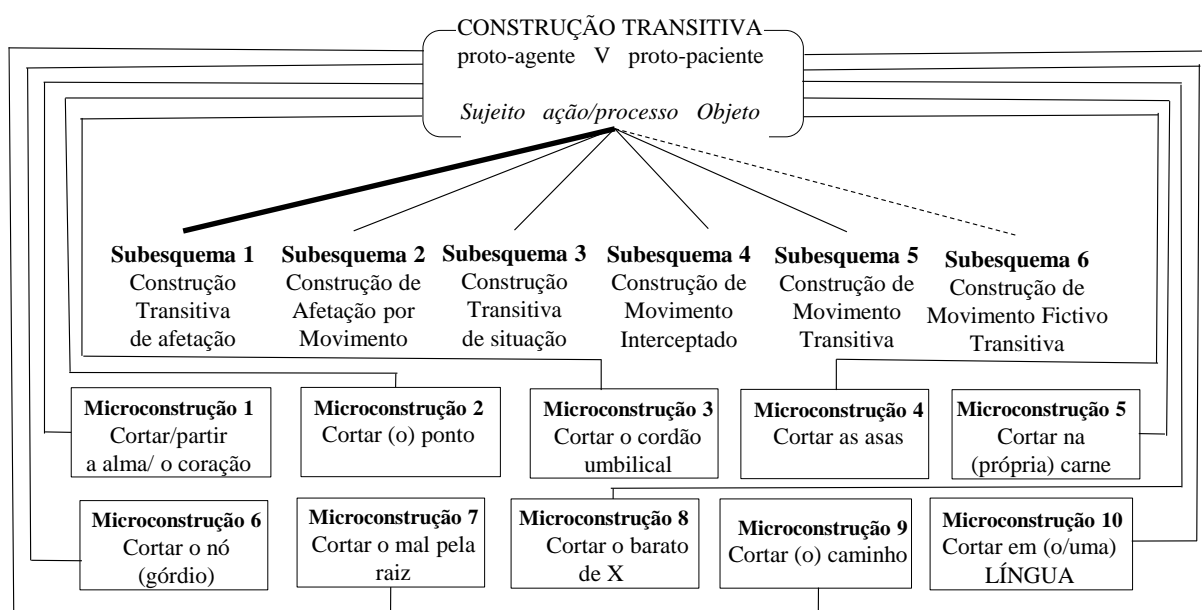 CONSTRUÇÃO TRANSITIVA
proto-agente V proto-paciente
Sujeito ação/processo Objeto
Subesquema 1
Construção
Transitiva
de afetação
Subesquema 2
Construção de
Afetação por
Movimento
Subesquema 3
Construção
Transitiva
de situação
Subesquema 4
Construção de
Movimento
Interceptado
Subesquema 5
Construção de
Movimento
Transitiva
Subesquema 6
Construção de
Movimento Fictivo
Transitiva
Microconstrução 1
Cortar/partir
a alma/ o coração
Microconstrução 2
Cortar (o) ponto
Microconstrução 3
Cortar o cordão
umbilical
Microconstrução 4
Cortar as asas
Microconstrução 5
Cortar na
(própria) carne
Microconstrução 6
Cortar o nó
(górdio)
Microconstrução 7
Cortar o mal pela
raiz
Microconstrução 8
Cortar o barato
de X
Microconstrução 9
Cortar (o) caminho
Microconstrução 10
Cortar em (o/uma)
LÍNGUA